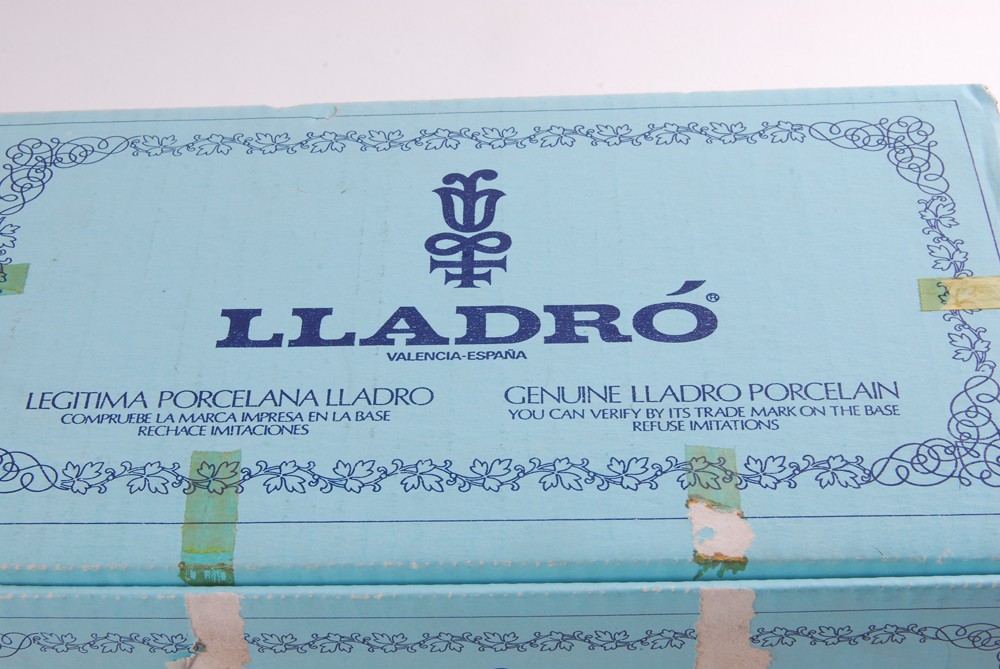 LLADRÓ®
VALENCIA-ESPAÑA
LEGITIMA PORCELANA LLADRO
COMPRUEBE LA MARCA IMPRESA EN LA BASE
RECHACE IMITACIONES
GENUINE LLADRO PORCELAIN
YOU CAN VERIFY BY ITS TRADE MARK ON THE BASE
REFUSE IMITATIONS